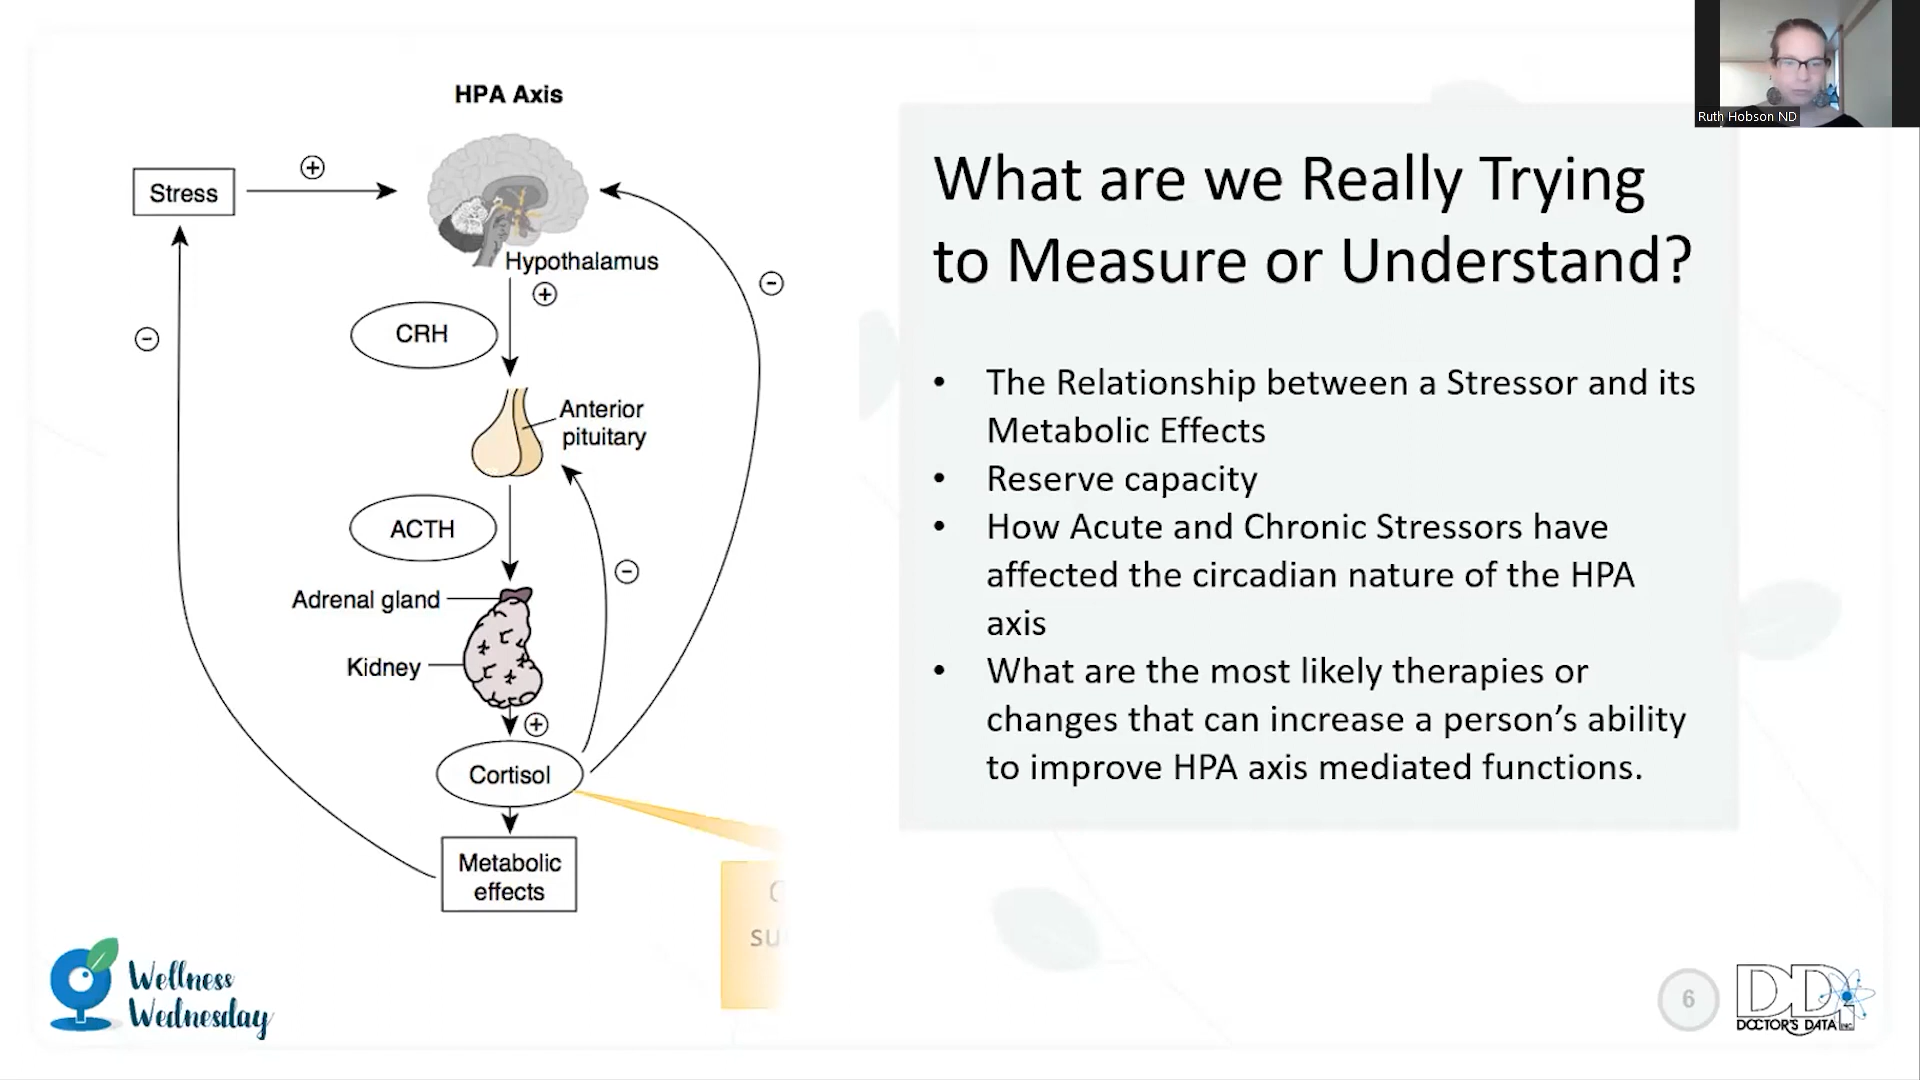 Ruth Hobson ND
HPA Axis
Stress
+
Hypothalamus
+
-
-
CRH
Anterior
pituitary
ACTH
-
Adrenal gland
Kidney
+
Cortisol
Metabolic
effects
What are we Really Trying
to Measure or Understand?
• The Relationship between a Stressor and its
Metabolic Effects
• Reserve capacity
• How Acute and Chronic Stressors have
affected the circadian nature of the HPA
axis
• What are the most likely therapies or
changes that can increase a person’s ability
to improve HPA axis mediated functions.
Wellness
Wednesday
6
DDI
DOCTOR'S DATA INC